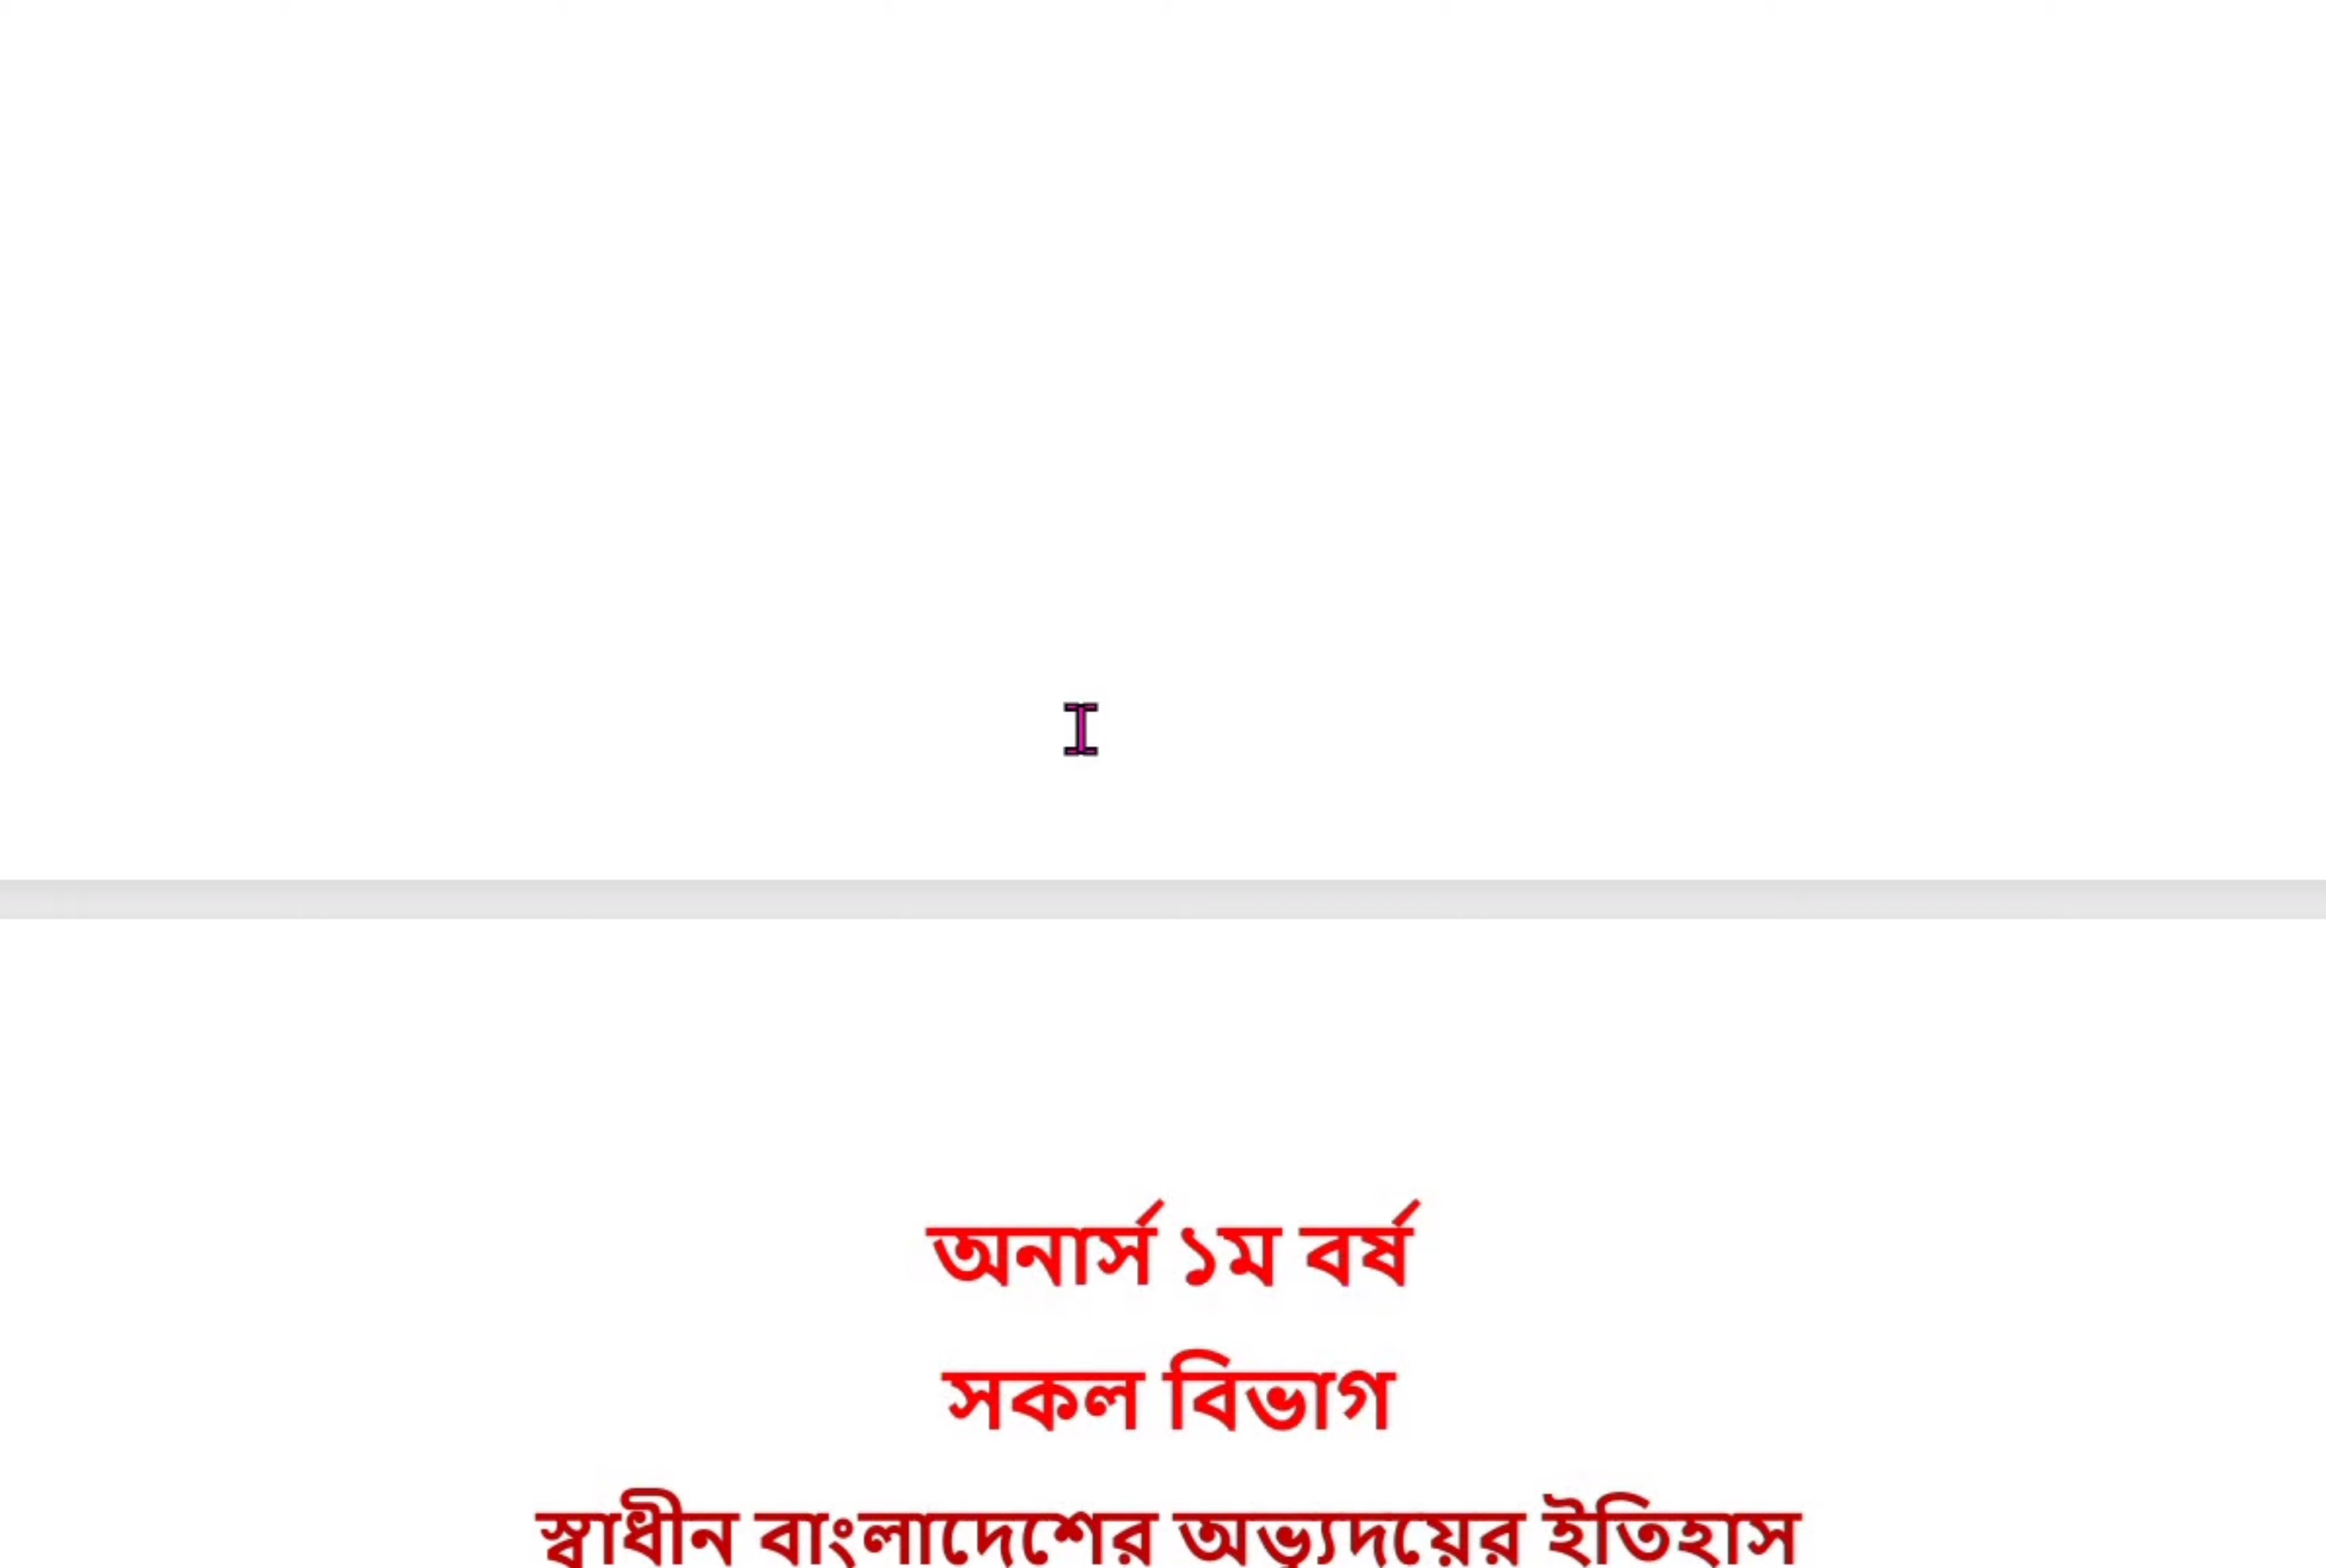 অনার্স ১ম বর্ষ
সকল বিভাগ
স্বাধীন বাংলাদেশের অভ্যুদয়ের ইতিহাস